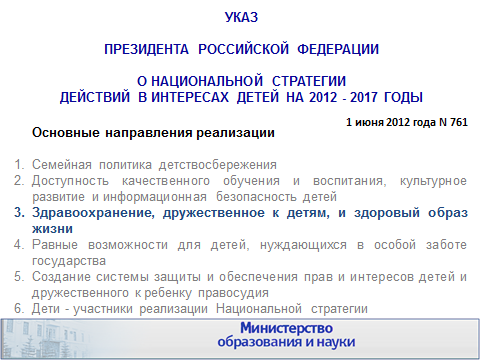 УКАЗ
ПРЕЗИДЕНТА РОССИЙСКОЙ ФЕДЕРАЦИИ
О НАЦИОНАЛЬНОЙ СТРАТЕГИИ
ДЕЙСТВИЙ В ИНТЕРЕСАХ ДЕТЕЙ НА 2012 - 2017 ГОДЫ
1 июня 2012 года N 761
Основные направления реализации
1. Семейная политика детствосбережения
2. Доступность качественного обучения и воспитания, культурное
развитие и информационная безопасность детей
3. Здравоохранение, дружественное к детям, и здоровый образ
жизни
4. Равные возможности для детей, нуждающихся в особой заботе
государства
5. Создание системы защиты и обеспечения прав и интересов детей и
дружественного к ребенку правосудия
6. Дети - участники реализации Национальной стратегии
Министерство
образования и науки